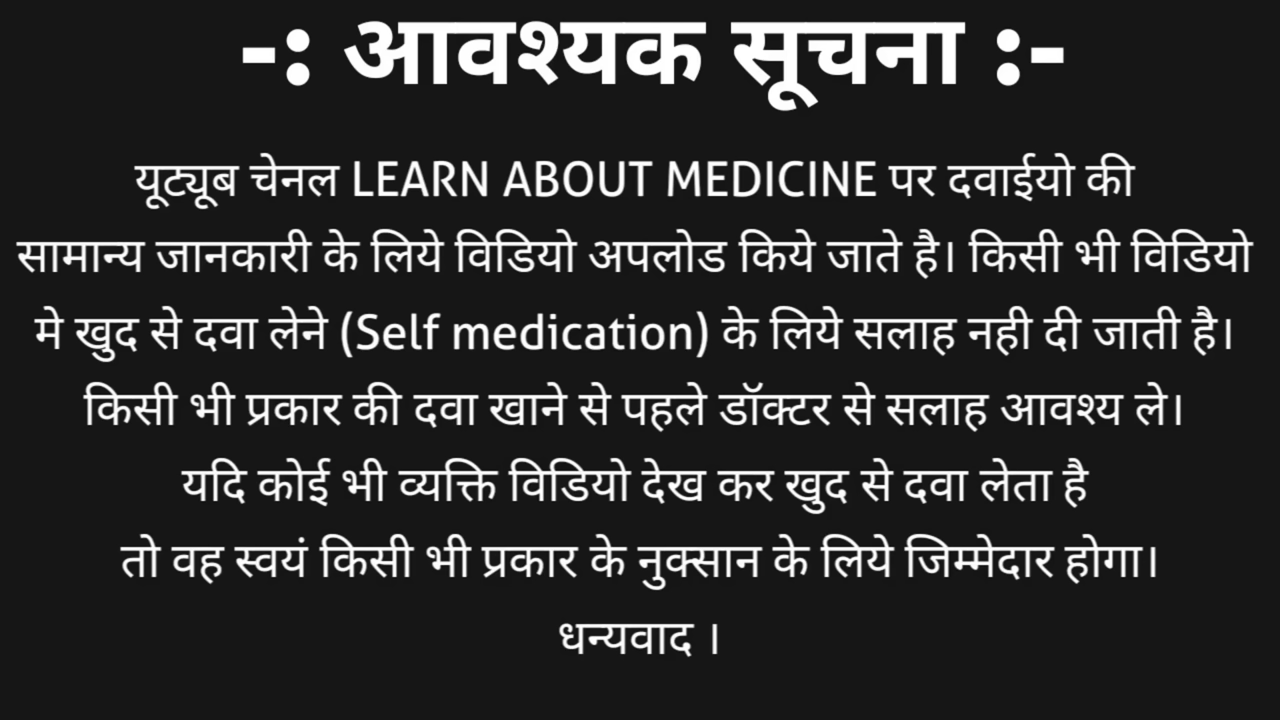 -: आवश्यक सूचना :-
यूट्यूब चेनल LEARN ABOUT MEDICINE पर दवाईयो की
सामान्य जानकारी के लिये विडियो अपलोड किये जाते है। किसी भी विडियो
मे खुद से दवा लेने (Self medication) के लिये सलाह नही दी जाती है।
किसी भी प्रकार की दवा खाने से पहले डॉक्टर से सलाह आवश्य ले।
यदि कोई भी व्यक्ति विडियो देख कर खुद से दवा लेता है
तो वह स्वयं किसी भी प्रकार के नुक्सान के लिये जिम्मेदार होगा।
धन्यवाद ।